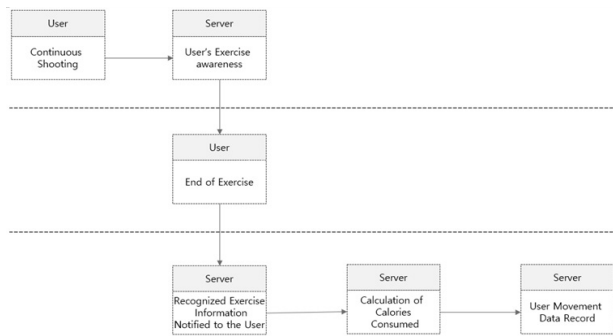 User
Continuous
Shooting
Server
User's Exercise
awareness
User
End of Exercise
Server
Recognized Exercise
Information
Notified to the User
Server
Calculation of
Calories
Consumed
Server
User Movement
Data Record